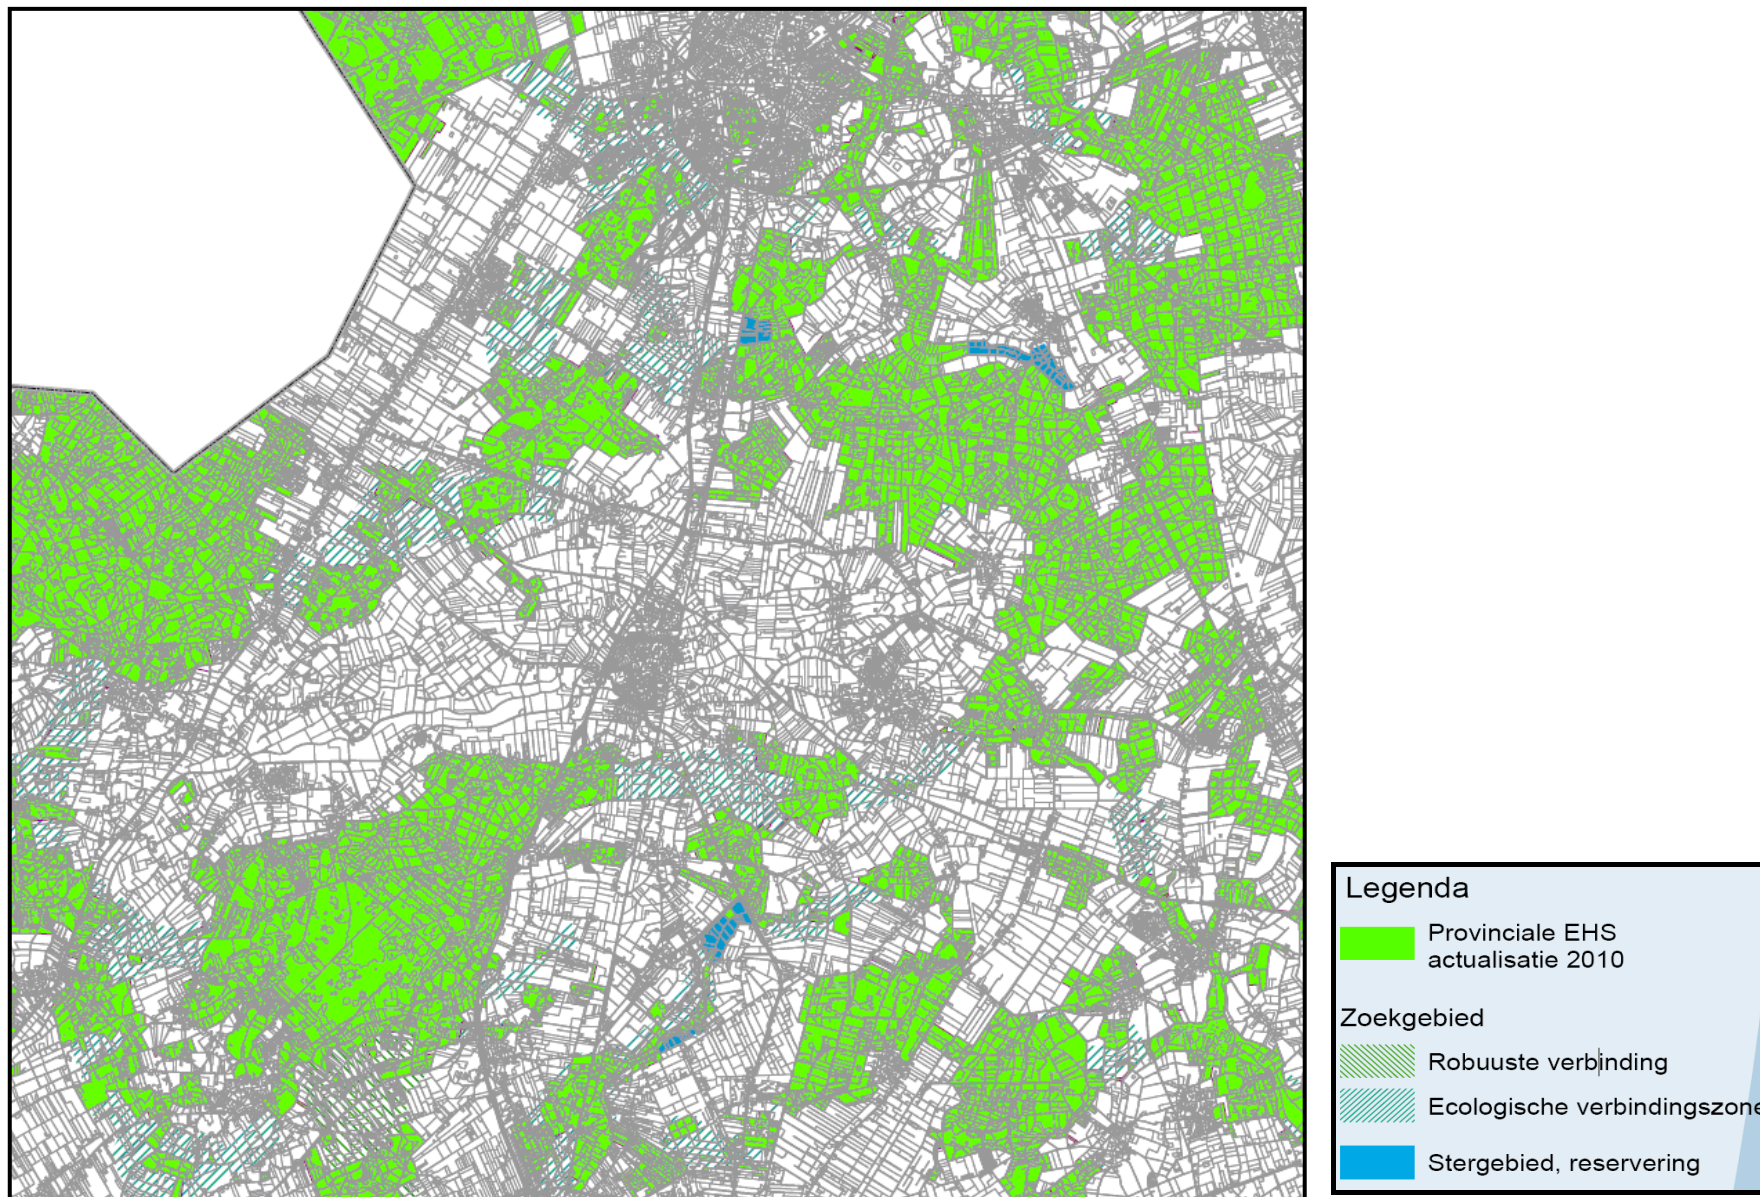 Legenda
Provinciale EHS
actualisatie 2010
Zoekgebied
Robuuste verbinding
Ecologische verbindingszone
Stergebied, reservering